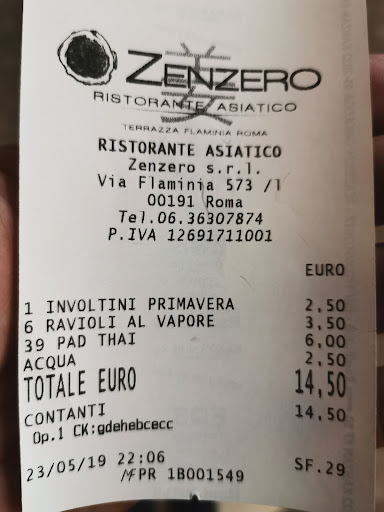 ZENZERO
RISTORANTE ASIATICO
TERRAZZA FLAMINIA ROMA
RISTORANTE ASIATICO
Zenzero s.r.l.
Via Flaminia 573 /l
00191 Roma
Tel.06.36307874
P.IVA 12691711001
EURO
1 INVOLTINI PRIMAVERA 2,50
6 RAVIOLI AL VAPORE 3,50
39 PAD THAI 6,00
ACQUA 2,50
TOTALE EURO 14,50
CONTANTI 14,50
Op.1 CK:gdehebcecc
23/05/19 22:06 SF.29
MFPR 1B001549